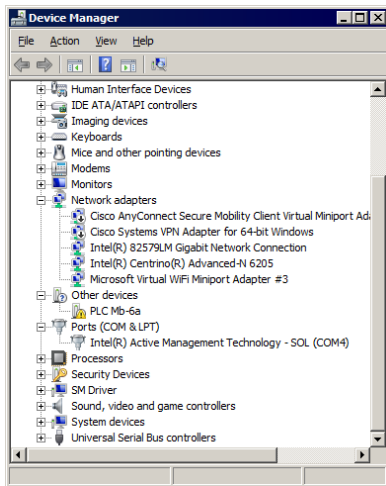 Device Manager
File Action View Help
Human Interface Devices
IDE ATA/ATAPI controllers
Imaging devices
Keyboards
Mice and other pointing devices
Modems
Monitors
Network adapters
Cisco AnyConnect Secure Mobility Client Virtual Miniport Ad
Cisco Systems VPN Adapter for 64-bit Windows
Intel(R) 82579LM Gigabit Network Connection
Intel(R) Centrino(R) Advanced-N 6205
Microsoft Virtual WiFi Miniport Adapter #3
Other devices
PLC Mb-6a
Ports (COM & LPT)
Intel(R) Active Management Technology - SOL (COM4)
Processors
Security Devices
SM Driver
Sound, video and game controllers
System devices
Universal Serial Bus controllers